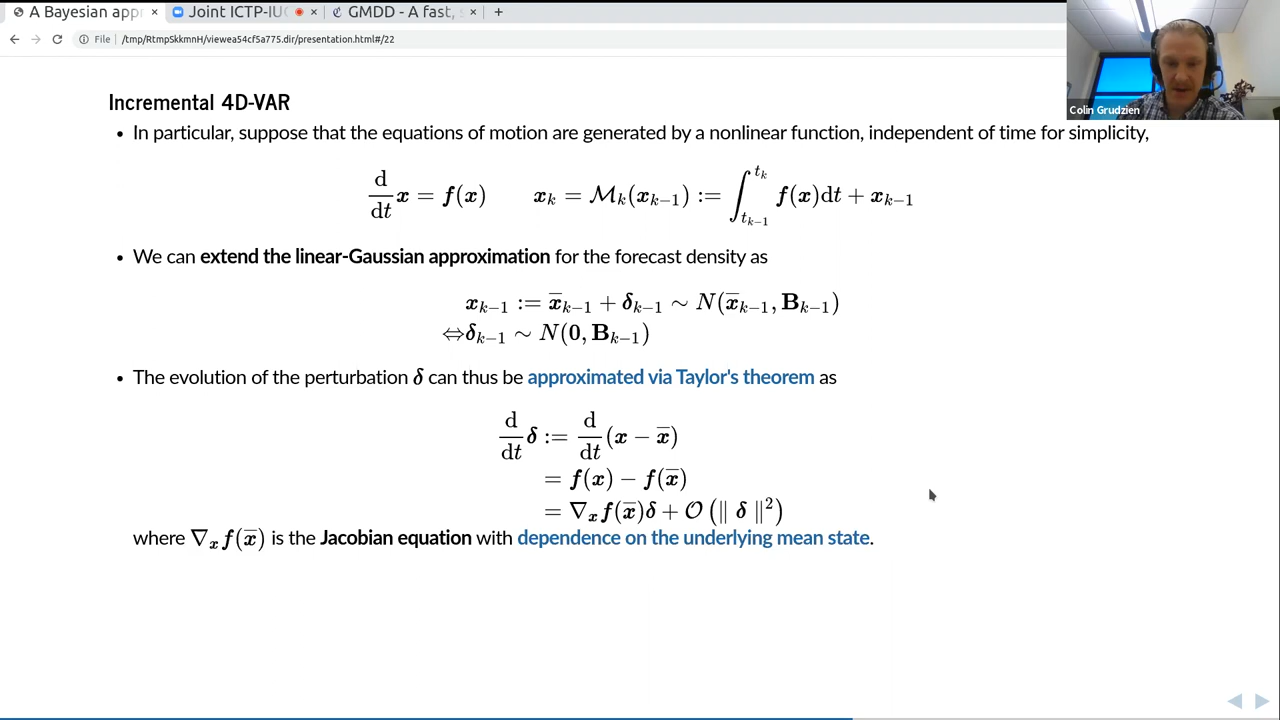 A Bayesian app
Joint ICTP-IU
GMDD - A fast,
File /tmp/RtmpSkkmnH/viewea54cf5a775.dir/presentation.html#/22
Colin Grudzien
Incremental 4D-VAR
• In particular, suppose that the equations of motion are generated by a nonlinear function, independent of time for simplicity,
d/dt x = f(x)  x_k = M_k(x_{k−1}) := ∫_{t_{k−1}}^{t_k} f(x)dt + x_{k−1}
• We can extend the linear-Gaussian approximation for the forecast density as
x_{k−1} := x̅_{k−1} + δ_{k−1} ∼ N(x̅_{k−1}, B_{k−1})
⇔ δ_{k−1} ∼ N(0, B_{k−1})
• The evolution of the perturbation δ can thus be approximated via Taylor's theorem as
d/dt δ := d/dt (x − x̅)
= f(x) − f(x̅)
= ∇_x f(x̅)δ + O(‖ δ ‖²)
where ∇_x f(x̅) is the Jacobian equation with dependence on the underlying mean state.